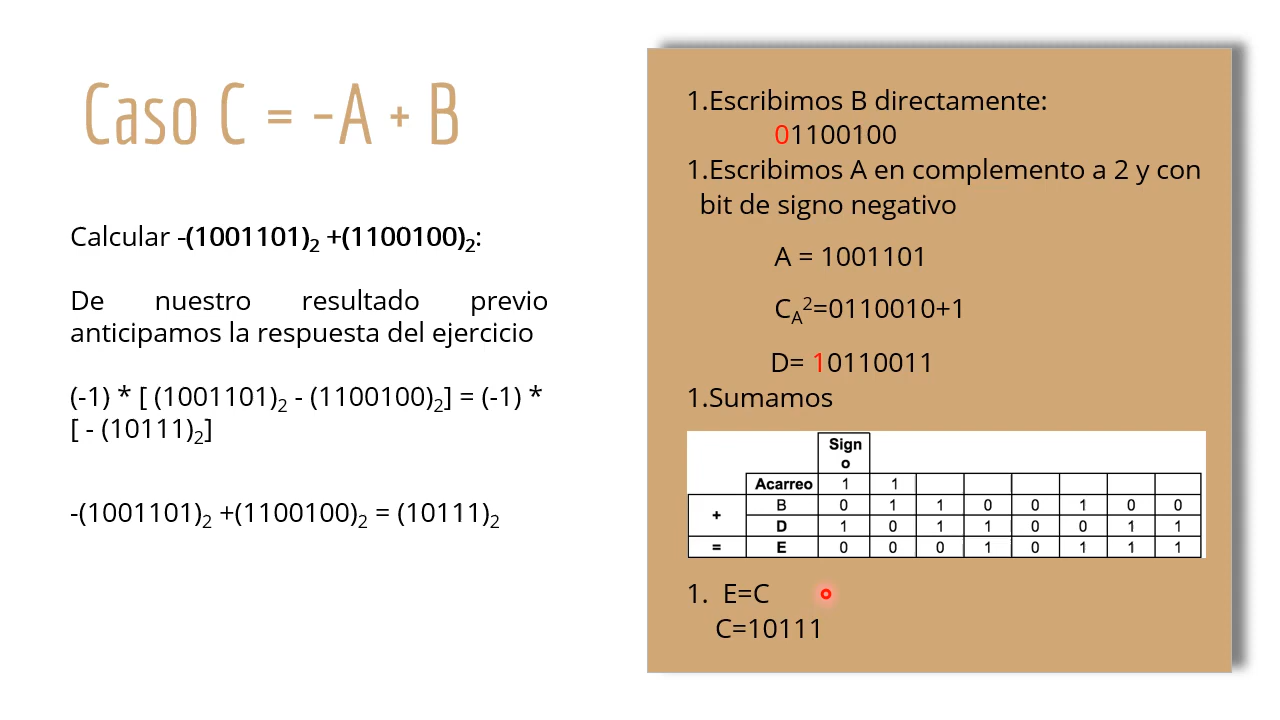 Caso C = -A + B
Calcular -(1001101)₂ +(1100100)₂:
De nuestro resultado previo
anticipamos la respuesta del ejercicio
(-1) * [ (1001101)₂ - (1100100)₂] = (-1) *
[ - (10111)₂]
-(1001101)₂ +(1100100)₂ = (10111)₂
1.Escribimos B directamente:
01100100
1.Escribimos A en complemento a 2 y con
bit de signo negativo
A = 1001101
C_A²=0110010+1
D= 10110011
1.Sumamos
Sign
o
Acarreo 1 1
+
B 0 1 1 0 0 1 0 0
D 1 0 1 1 0 0 1 1
= E 0 0 0 1 0 1 1 1
1. E=C
C=10111